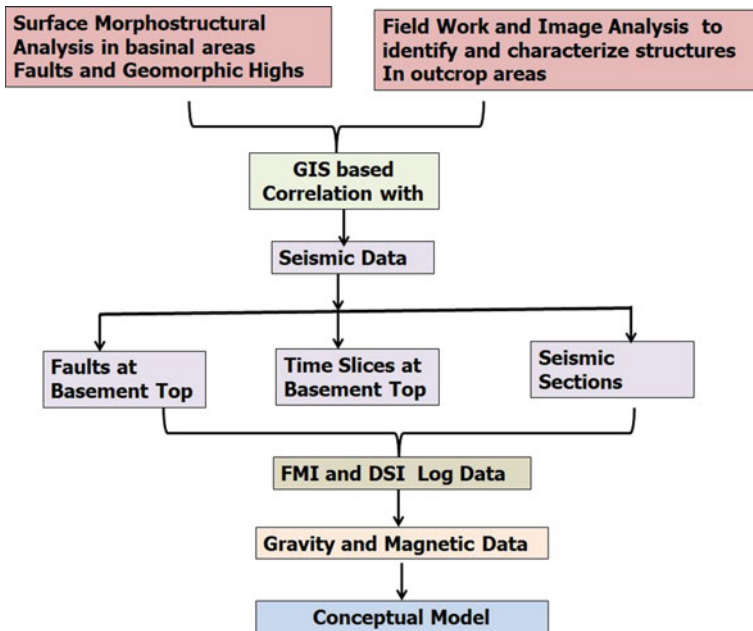 Surface Morphostructural
Analysis in basinal areas
Faults and Geomorphic Highs
Field Work and Image Analysis to
identify and characterize structures
In outcrop areas
GIS based
Correlation with
Seismic Data
Faults at
Basement Top
Time Slices at
Basement Top
Seismic
Sections
FMI and DSI Log Data
Gravity and Magnetic Data
Conceptual Model